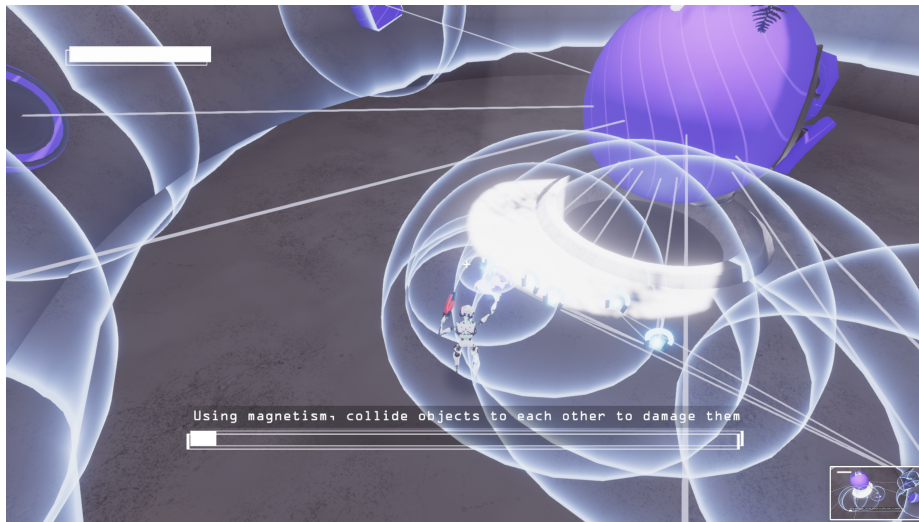 Using magnetism, collide objects to each other to damage them